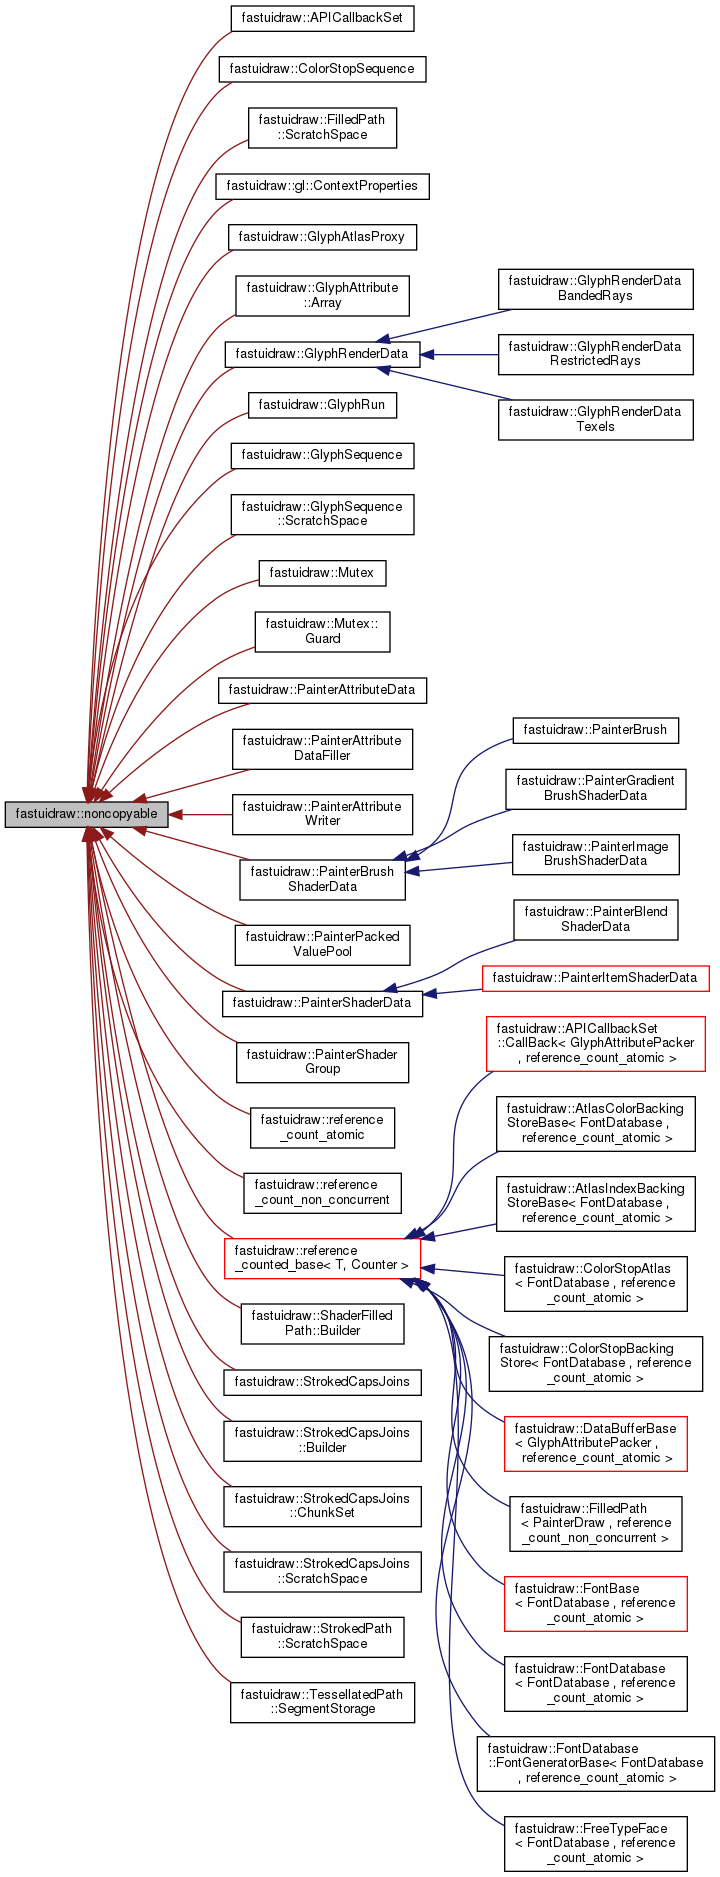 fastuidraw::noncopyable
fastuidraw::APICallbackSet
fastuidraw::ColorStopSequence
fastuidraw::FilledPath
::ScratchSpace
fastuidraw::gl::ContextProperties
fastuidraw::GlyphAtlasProxy
fastuidraw::GlyphAttribute
::Array
fastuidraw::GlyphRenderData
fastuidraw::GlyphRun
fastuidraw::GlyphSequence
fastuidraw::GlyphSequence
::ScratchSpace
fastuidraw::Mutex
fastuidraw::Mutex::
Guard
fastuidraw::PainterAttributeData
fastuidraw::PainterAttribute
DataFiller
fastuidraw::PainterAttribute
Writer
fastuidraw::PainterBrush
ShaderData
fastuidraw::PainterPacked
ValuePool
fastuidraw::PainterShaderData
fastuidraw::PainterShader
Group
fastuidraw::reference
_count_atomic
fastuidraw::reference
_count_non_concurrent
fastuidraw::reference
_counted_base< T, Counter >
fastuidraw::ShaderFilled
Path::Builder
fastuidraw::StrokedCapsJoins
fastuidraw::StrokedCapsJoins
::Builder
fastuidraw::StrokedCapsJoins
::ChunkSet
fastuidraw::StrokedCapsJoins
::ScratchSpace
fastuidraw::StrokedPath
::ScratchSpace
fastuidraw::TessellatedPath
::SegmentStorage
fastuidraw::GlyphRenderData
BandedRays
fastuidraw::GlyphRenderData
RestrictedRays
fastuidraw::GlyphRenderData
Texels
fastuidraw::PainterBrush
fastuidraw::PainterGradient
BrushShaderData
fastuidraw::PainterImage
BrushShaderData
fastuidraw::PainterBlend
ShaderData
fastuidraw::PainterItemShaderData
fastuidraw::APICallbackSet
::CallBack< GlyphAttributePacker
, reference_count_atomic >
fastuidraw::AtlasColorBacking
StoreBase< FontDatabase ,
reference_count_atomic >
fastuidraw::AtlasIndexBacking
StoreBase< FontDatabase ,
reference_count_atomic >
fastuidraw::ColorStopAtlas
< FontDatabase , reference
_count_atomic >
fastuidraw::ColorStopBacking
Store< FontDatabase , reference
_count_atomic >
fastuidraw::DataBufferBase
< GlyphAttributePacker ,
reference_count_atomic >
fastuidraw::FilledPath
< PainterDraw , reference
_count_non_concurrent >
fastuidraw::FontBase
< FontDatabase , reference
_count_atomic >
fastuidraw::FontDatabase
< FontDatabase , reference
_count_atomic >
fastuidraw::FontDatabase
::FontGeneratorBase< FontDatabase
, reference_count_atomic >
fastuidraw::FreeTypeFace
< FontDatabase , reference
_count_atomic >